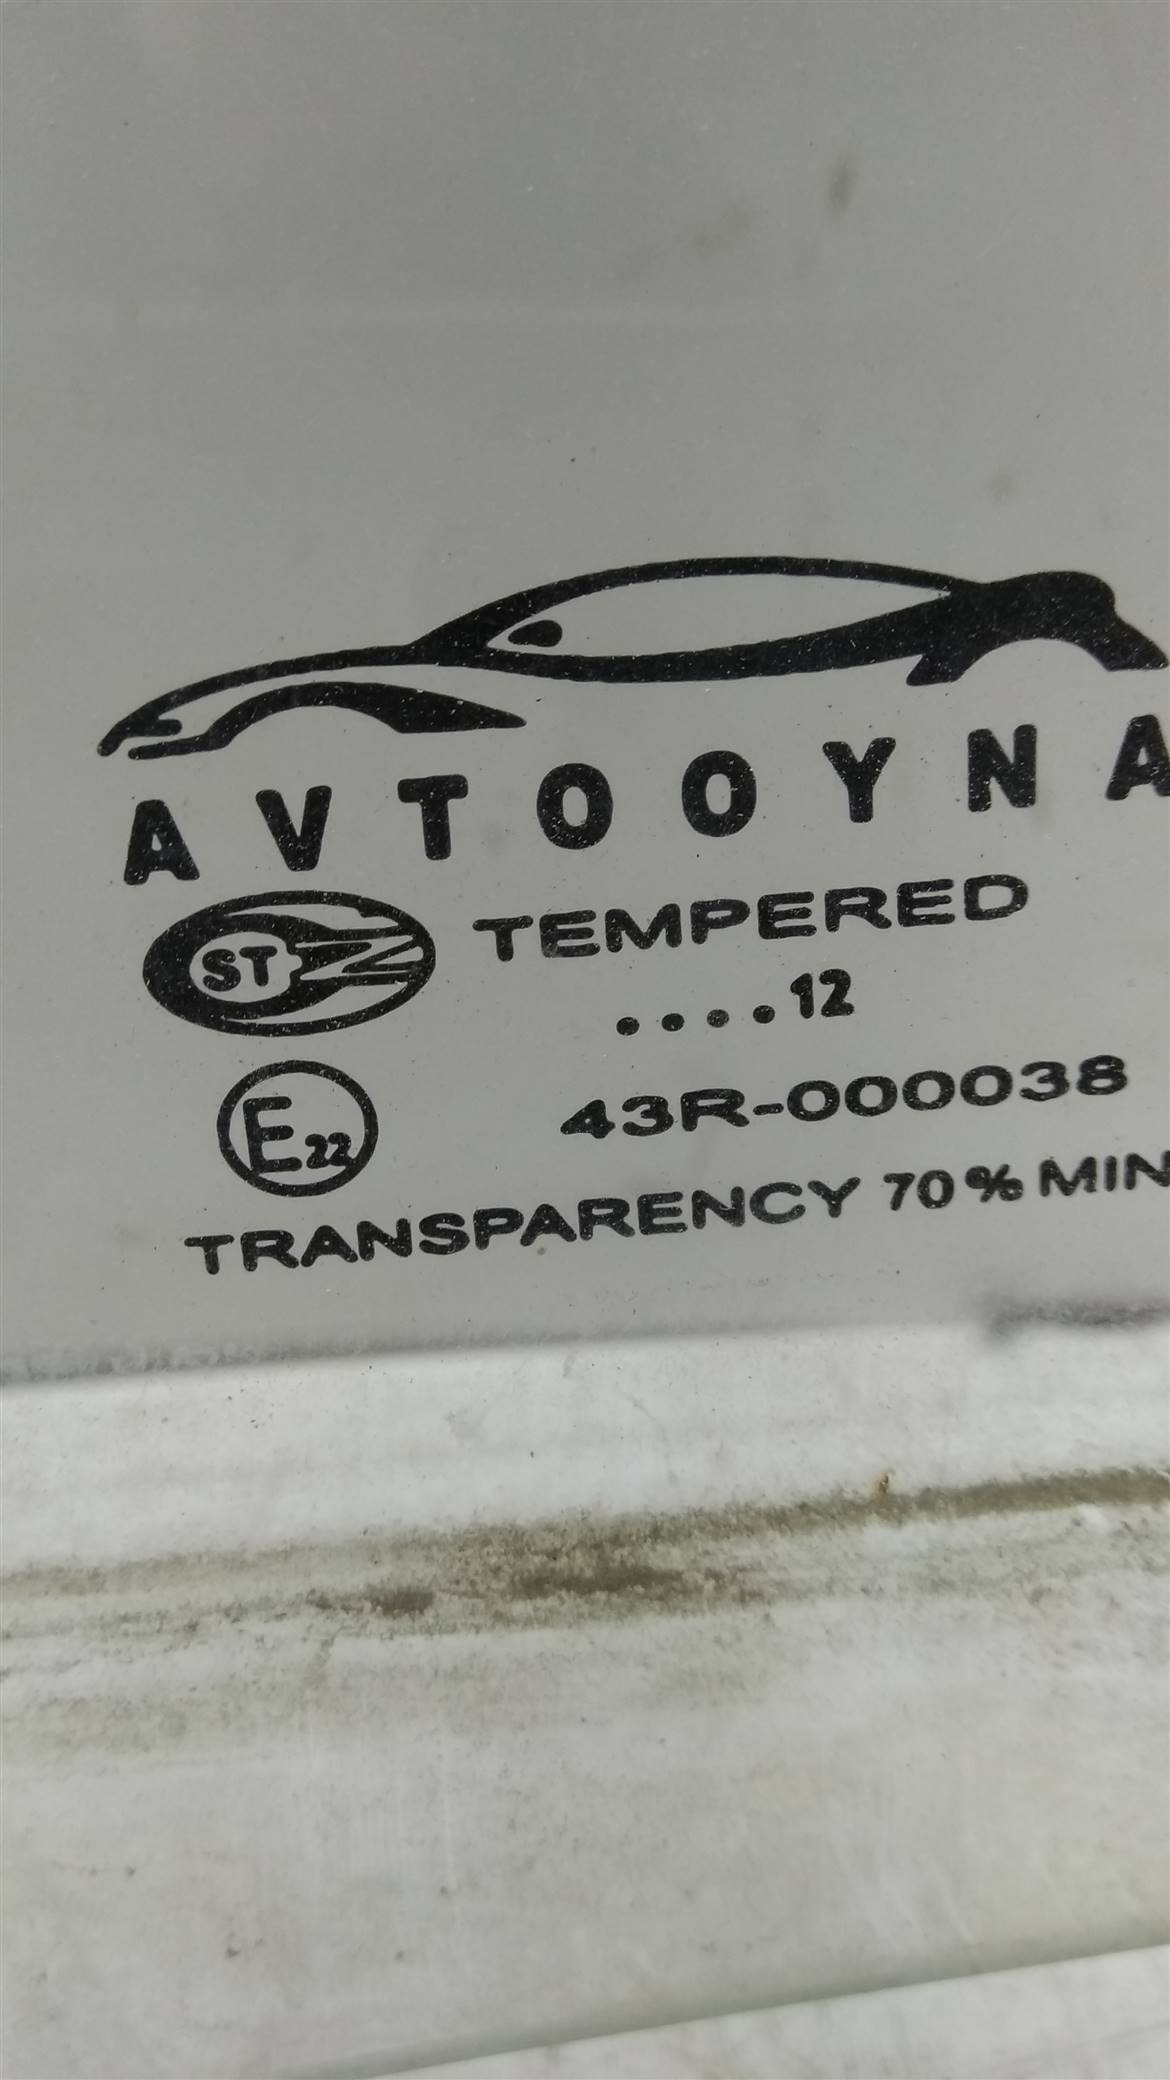 AVTOOYNA
ST
TEMPERED
....12
E22
43R-000038
TRANSPARENCY 70% MIN